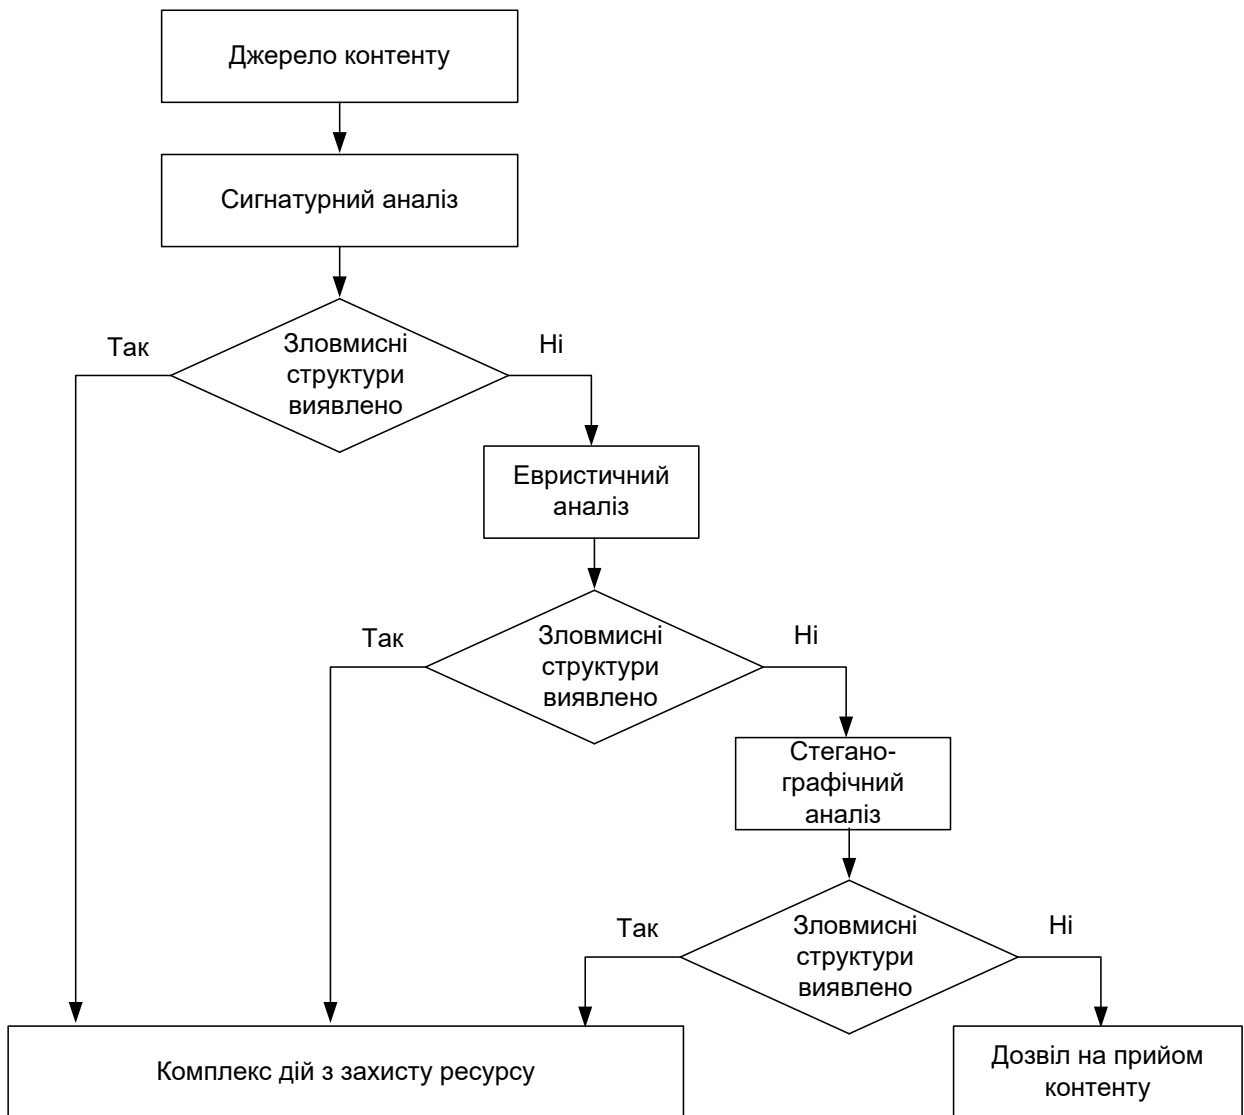 Джерело контенту
Сигнатурний аналіз
Так
Ні
Зловмисні
структури
виявлено
Евристичний
аналіз
Так
Ні
Зловмисні
структури
виявлено
Стегано-
графічний
аналіз
Так
Ні
Зловмисні
структури
виявлено
Комплекс дій з захисту ресурсу
Дозвіл на прийом
контенту